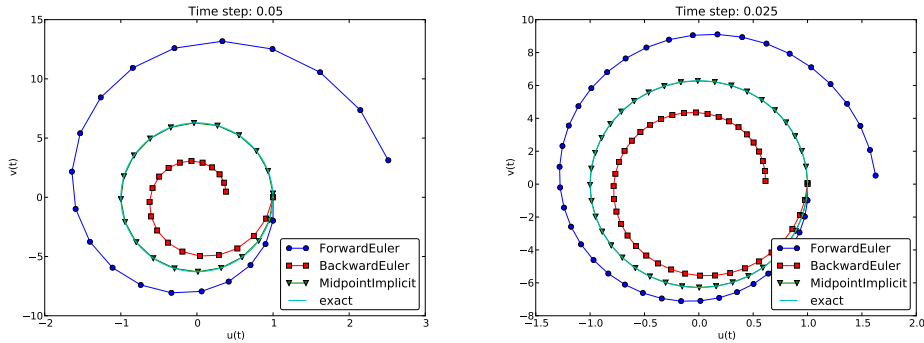 Time step: 0.05
15
10
5
0
−5
−10
v(t)
−2
−1
0
1
2
3
u(t)
ForwardEuler
BackwardEuler
MidpointImplicit
exact
Time step: 0.025
10
8
6
4
2
0
−2
−4
−6
−8
v(t)
−1.5
−1.0
−0.5
0.0
0.5
1.0
1.5
2.0
u(t)
ForwardEuler
BackwardEuler
MidpointImplicit
exact